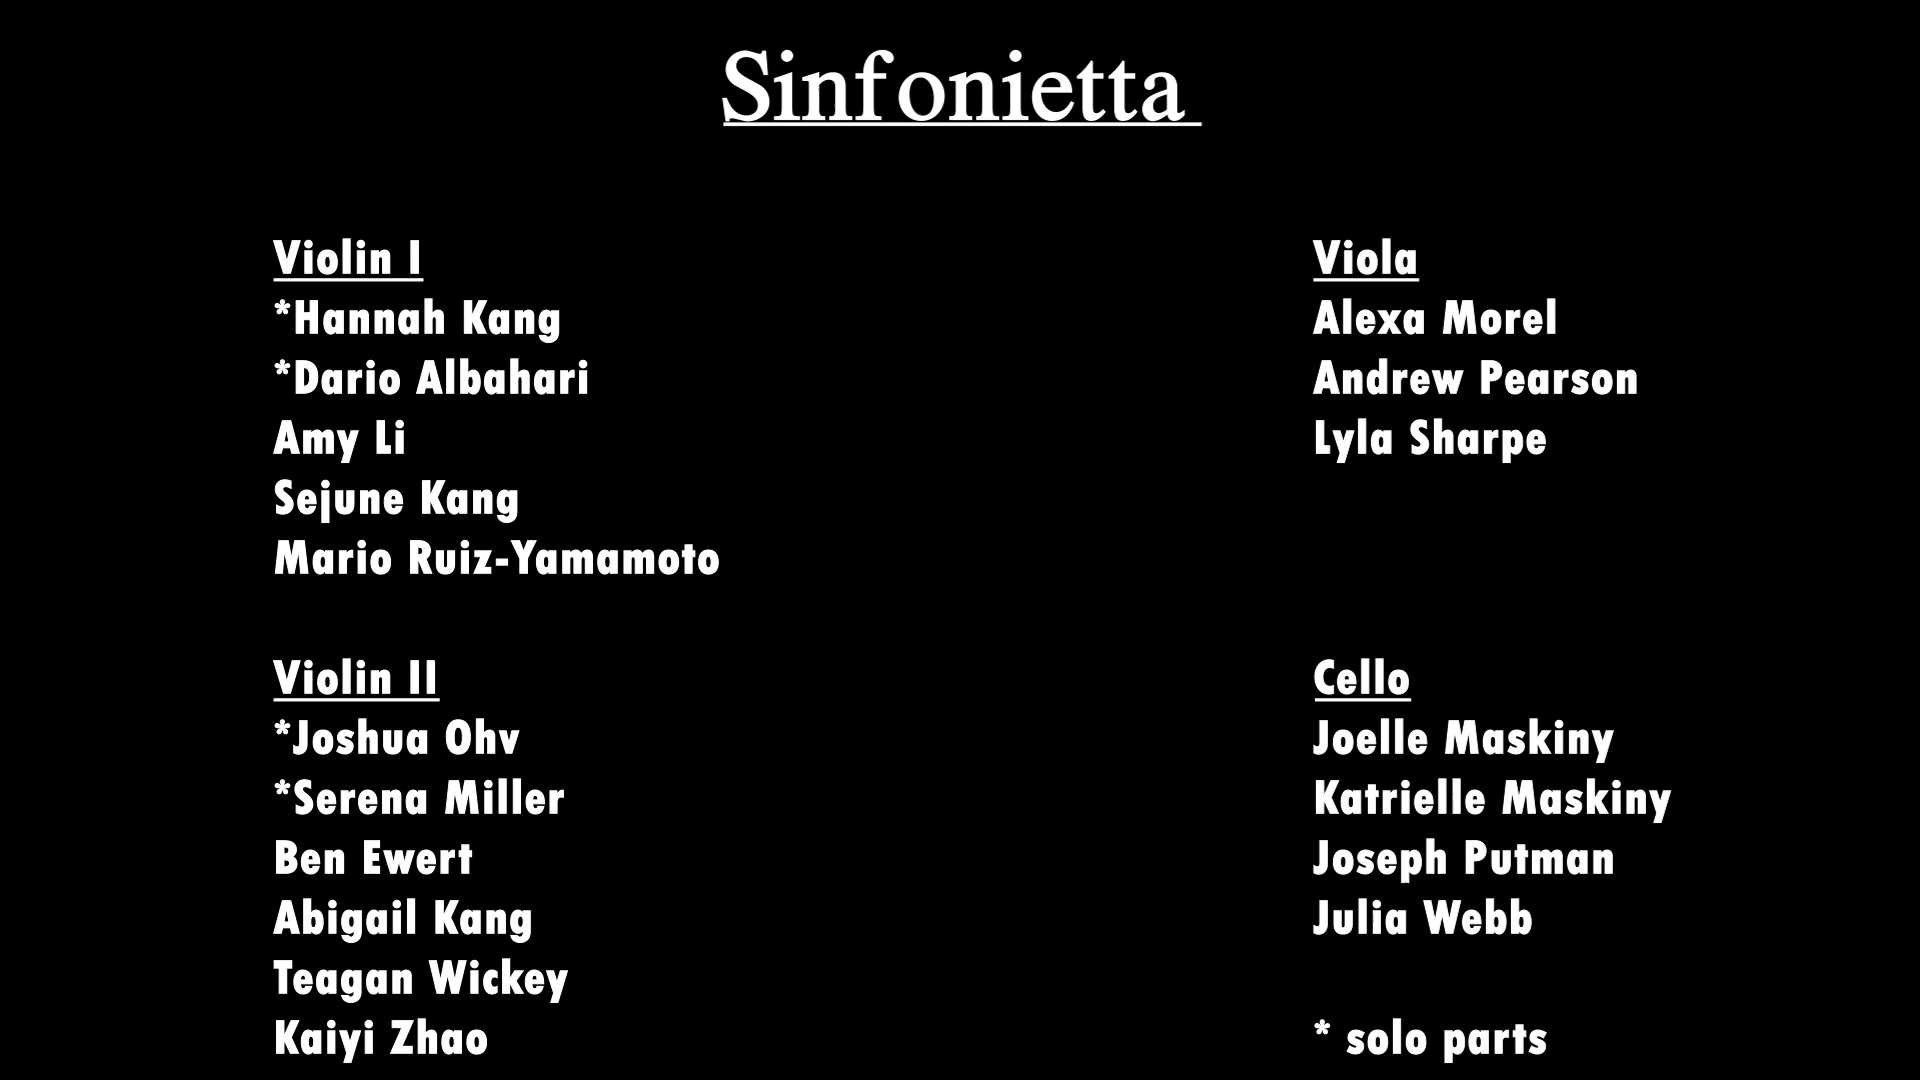 Sinfonietta
Violin I
*Hannah Kang
*Dario Albahari
Amy Li
Sejune Kang
Mario Ruiz-Yamamoto
Violin II
*Joshua Ohv
*Serena Miller
Ben Ewert
Abigail Kang
Teagan Wickey
Kaiyi Zhao
Viola
Alexa Morel
Andrew Pearson
Lyla Sharpe
Cello
Joelle Maskiny
Katrielle Maskiny
Joseph Putman
Julia Webb
* solo parts